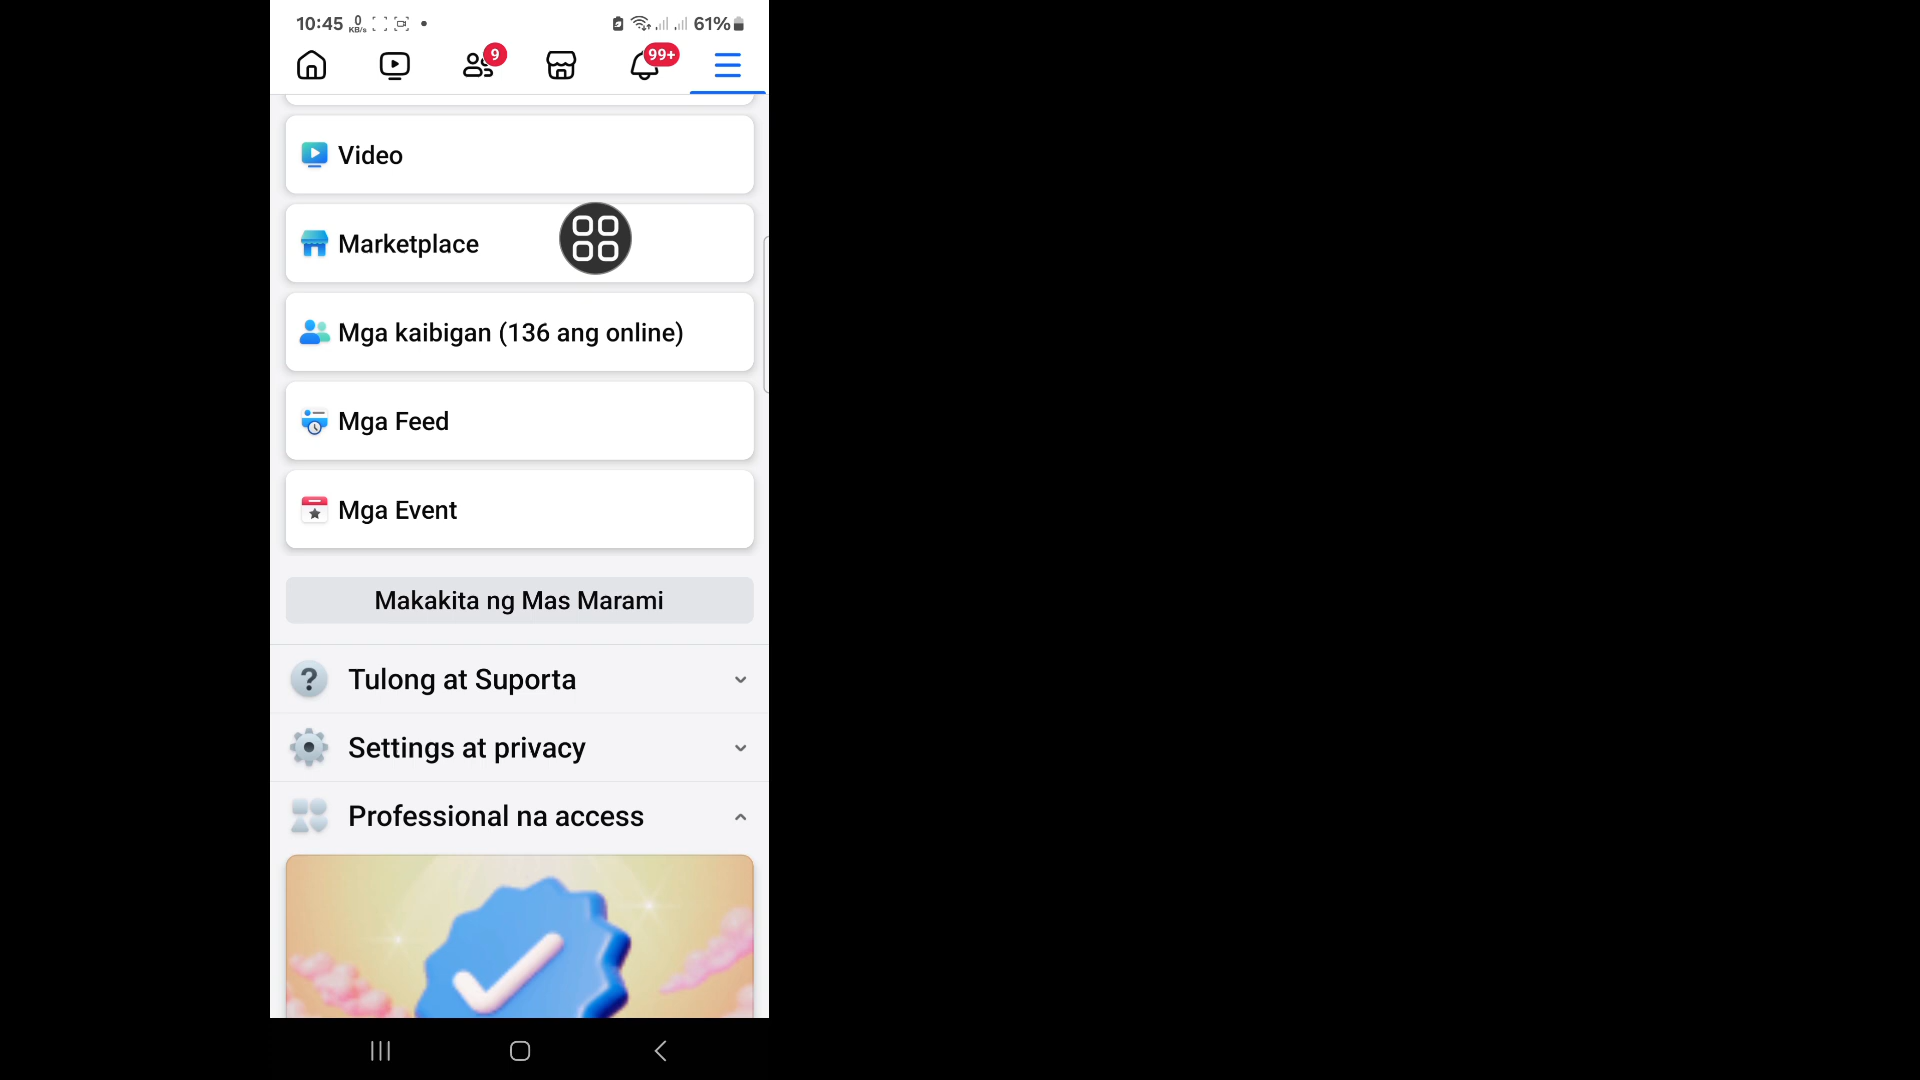 10:45 0 KB/s 61%
9
99+
Video
Marketplace
Mga kaibigan (136 ang online)
Mga Feed
Mga Event
Makakita ng Mas Marami
? Tulong at Suporta
Settings at privacy
Professional na access